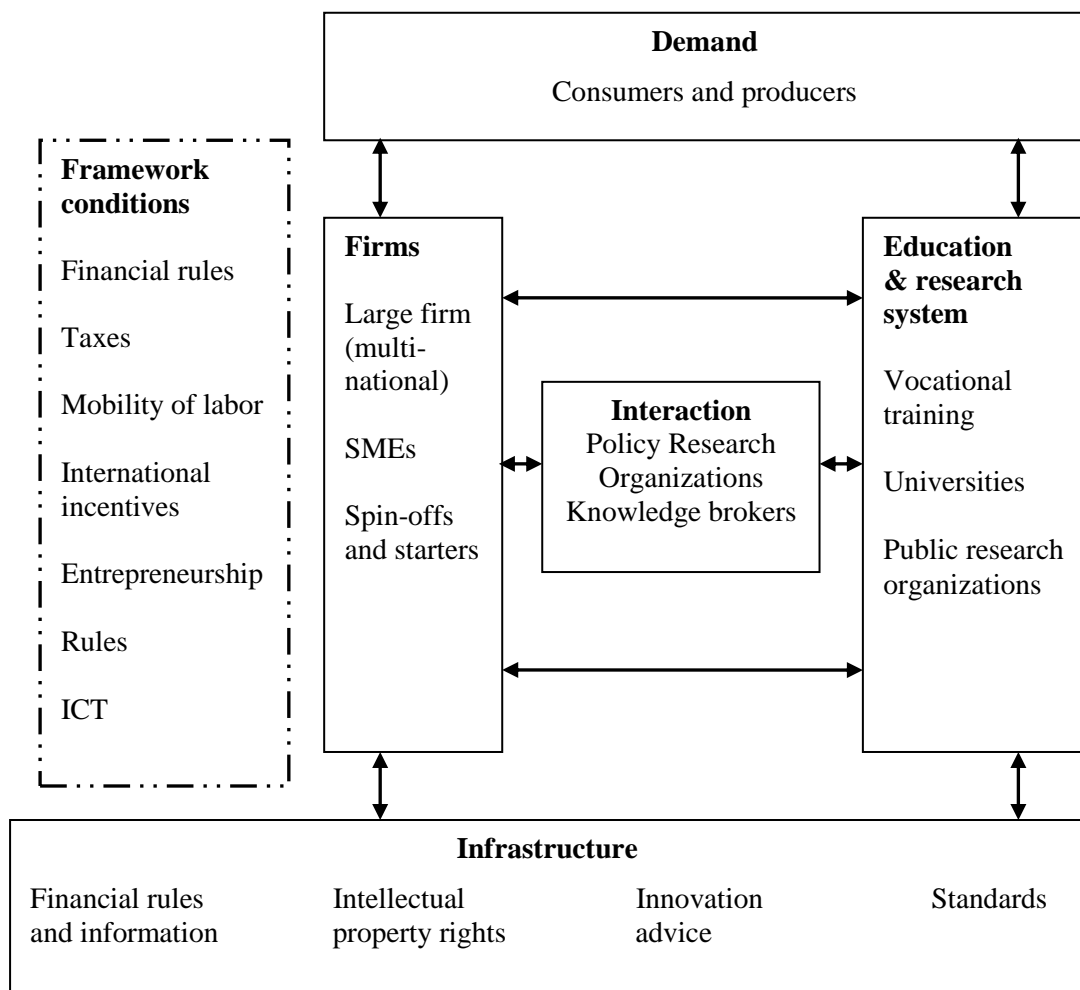 Demand
Consumers and producers
Framework
conditions
Financial rules
Taxes
Mobility of labor
International
incentives
Entrepreneurship
Rules
ICT
Firms
Large firm
(multi-
national)
SMEs
Spin-offs
and starters
Interaction
Policy Research
Organizations
Knowledge brokers
Education
& research
system
Vocational
training
Universities
Public research
organizations
Infrastructure
Financial rules
and information
Intellectual
property rights
Innovation
advice
Standards